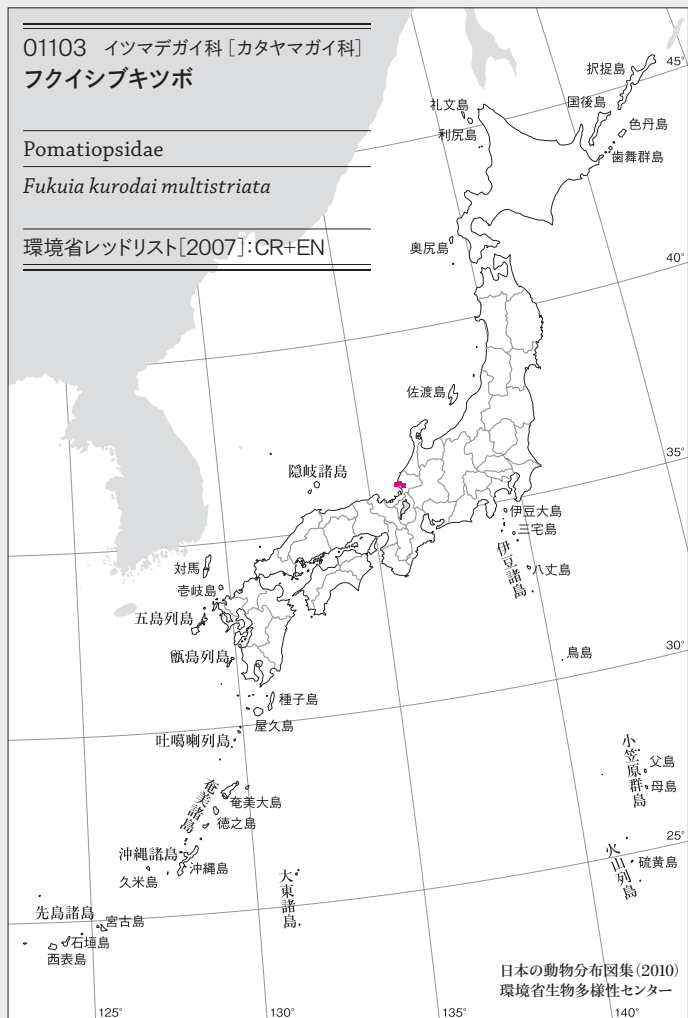 01103 イツマデガイ科［カタヤマガイ科］
フクイシブキツボ
Pomatiopsidae
Fukuia kurodai multistriata
環境省レッドリスト［2007］：CR+EN
45°
択捉島
国後島
礼文島
色丹島
利尻島
歯舞群島
奥尻島
40°
佐渡島
35°
隠岐諸島
伊豆大島
三宅島
伊豆諸島
八丈島
対馬
壱岐島
五島列島
甑島列島
鳥島
30°
種子島
屋久島
吐噶喇列島
小笠原群島
父島
母島
奄美諸島
奄美大島
徳之島
25°
沖縄諸島
沖縄島
久米島
火山列島
硫黄島
大東諸島
先島諸島
宮古島
石垣島
西表島
日本の動物分布図集（2010）
環境省生物多様性センター
125°
130°
135°
140°